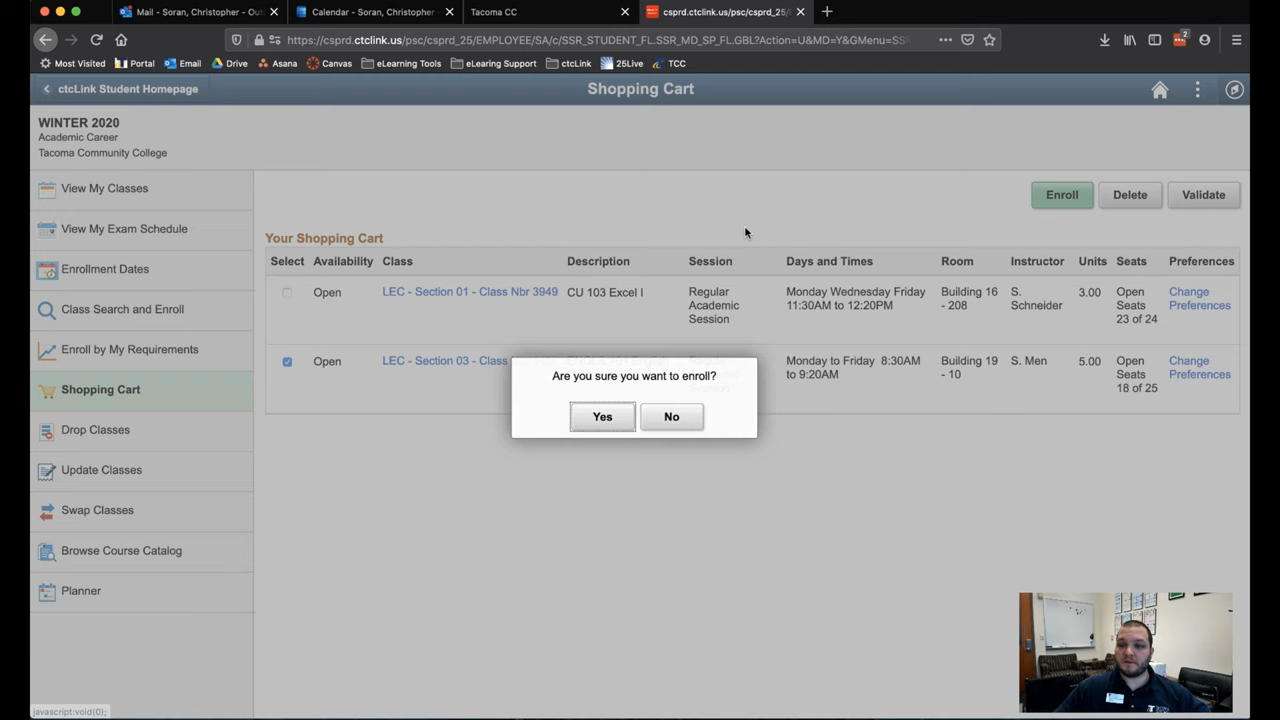 Mail - Soran, Christopher - Out
Calendar - Soran, Christopher
Tacoma CC
csprd.ctclink.us/psc/csprd_25/
https://csprd.ctclink.us/psc/csprd_25/EMPLOYEE/SA/c/SSR_STUDENT_FL.SSR_MD_SP_FL.GBL?Action=U&MD=Y&GMenu=SS
2
Most Visited
Portal
Email
Drive
Asana
Canvas
eLearning Tools
eLearing Support
ctcLink
25Live
TCC
ctcLink Student Homepage
Shopping Cart
WINTER 2020
Academic Career
Tacoma Community College
View My Classes
View My Exam Schedule
Enrollment Dates
Class Search and Enroll
Enroll by My Requirements
Shopping Cart
Drop Classes
Update Classes
Swap Classes
Browse Course Catalog
Planner
Enroll
Delete
Validate
Your Shopping Cart
Select Availability Class Description Session Days and Times Room Instructor Units Seats Preferences
Open LEC - Section 01 - Class Nbr 3949 CU 103 Excel I Regular Monday Wednesday Friday Building 16 S. 3.00 Open Change
Academic 11:30AM to 12:20PM - 208 Schneider Seats Preferences
Session 23 of 24
Open LEC - Section 03 - Class Monday to Friday 8:30AM Building 19 S. Men 5.00 Open Change
to 9:20AM - 10 Seats Preferences
18 of 25
Are you sure you want to enroll?
Yes
No
javascript:void(0);